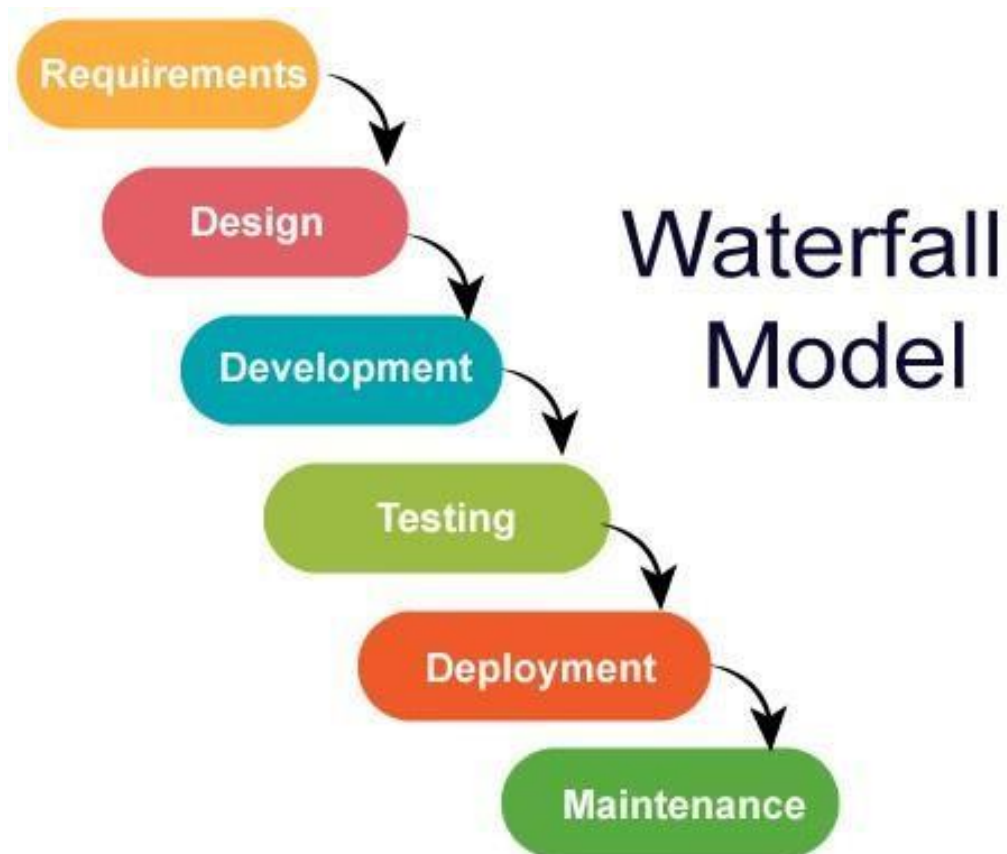 Requirements
Design
Waterfall
Model
Development
Testing
Deployment
Maintenance